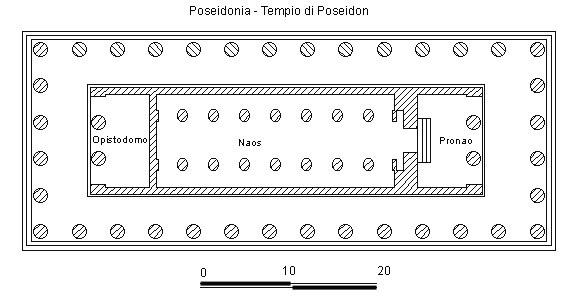 Poseidonia - Tempio di Poseidon
Opistodomo
Naos
Pronao
0 10 20